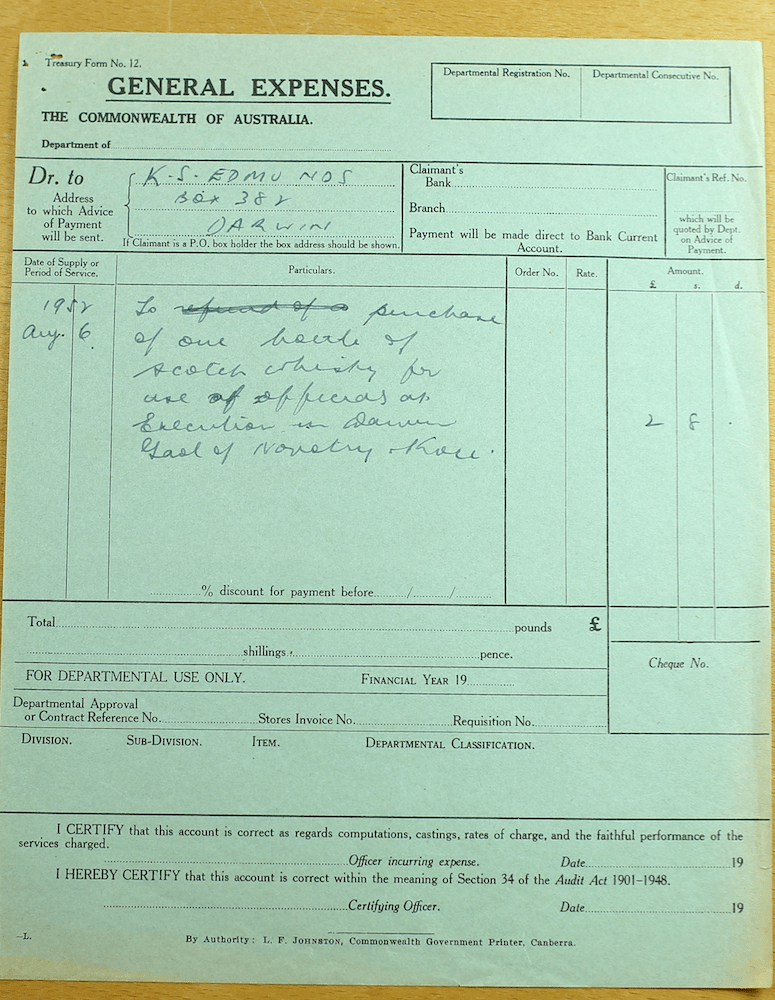 Treasury Form No. 12.
GENERAL EXPENSES.
THE COMMONWEALTH OF AUSTRALIA.
Department of
Departmental Registration No.
Departmental Consecutive No.
Dr. to
Address
to which Advice
of Payment
will be sent.
K.S. EDMUNDS
BOX 382
DARWIN
If Claimant is a P.O. box holder the box address should be shown.
Claimant's
Bank
Branch
Payment will be made direct to Bank Current
Account.
Claimant's Ref. No.
which will be
quoted by Dept.
on Advice of
Payment.
Date of Supply or
Period of Service.
Particulars.
Order No.
Rate.
Amount.
£ s. d.
1952
Aug. 6
To refund of a purchase
of one bottle of
scotch whisky for
use of officials at
Execution in Darwin
Gaol of Novotny & Koci.
2 8 .
% discount for payment before / /
Total pounds £
shillings pence.
Cheque No.
FOR DEPARTMENTAL USE ONLY.
FINANCIAL YEAR 19
Departmental Approval
or Contract Reference No. Stores Invoice No. Requisition No.
DIVISION. SUB-DIVISION. ITEM. DEPARTMENTAL CLASSIFICATION.
I CERTIFY that this account is correct as regards computations, castings, rates of charge, and the faithful performance of the
services charged.
Officer incurring expense. Date 19
I HEREBY CERTIFY that this account is correct within the meaning of Section 34 of the Audit Act 1901-1948.
Certifying Officer. Date 19
—L.
By Authority: L. F. JOHNSTON, Commonwealth Government Printer, Canberra.